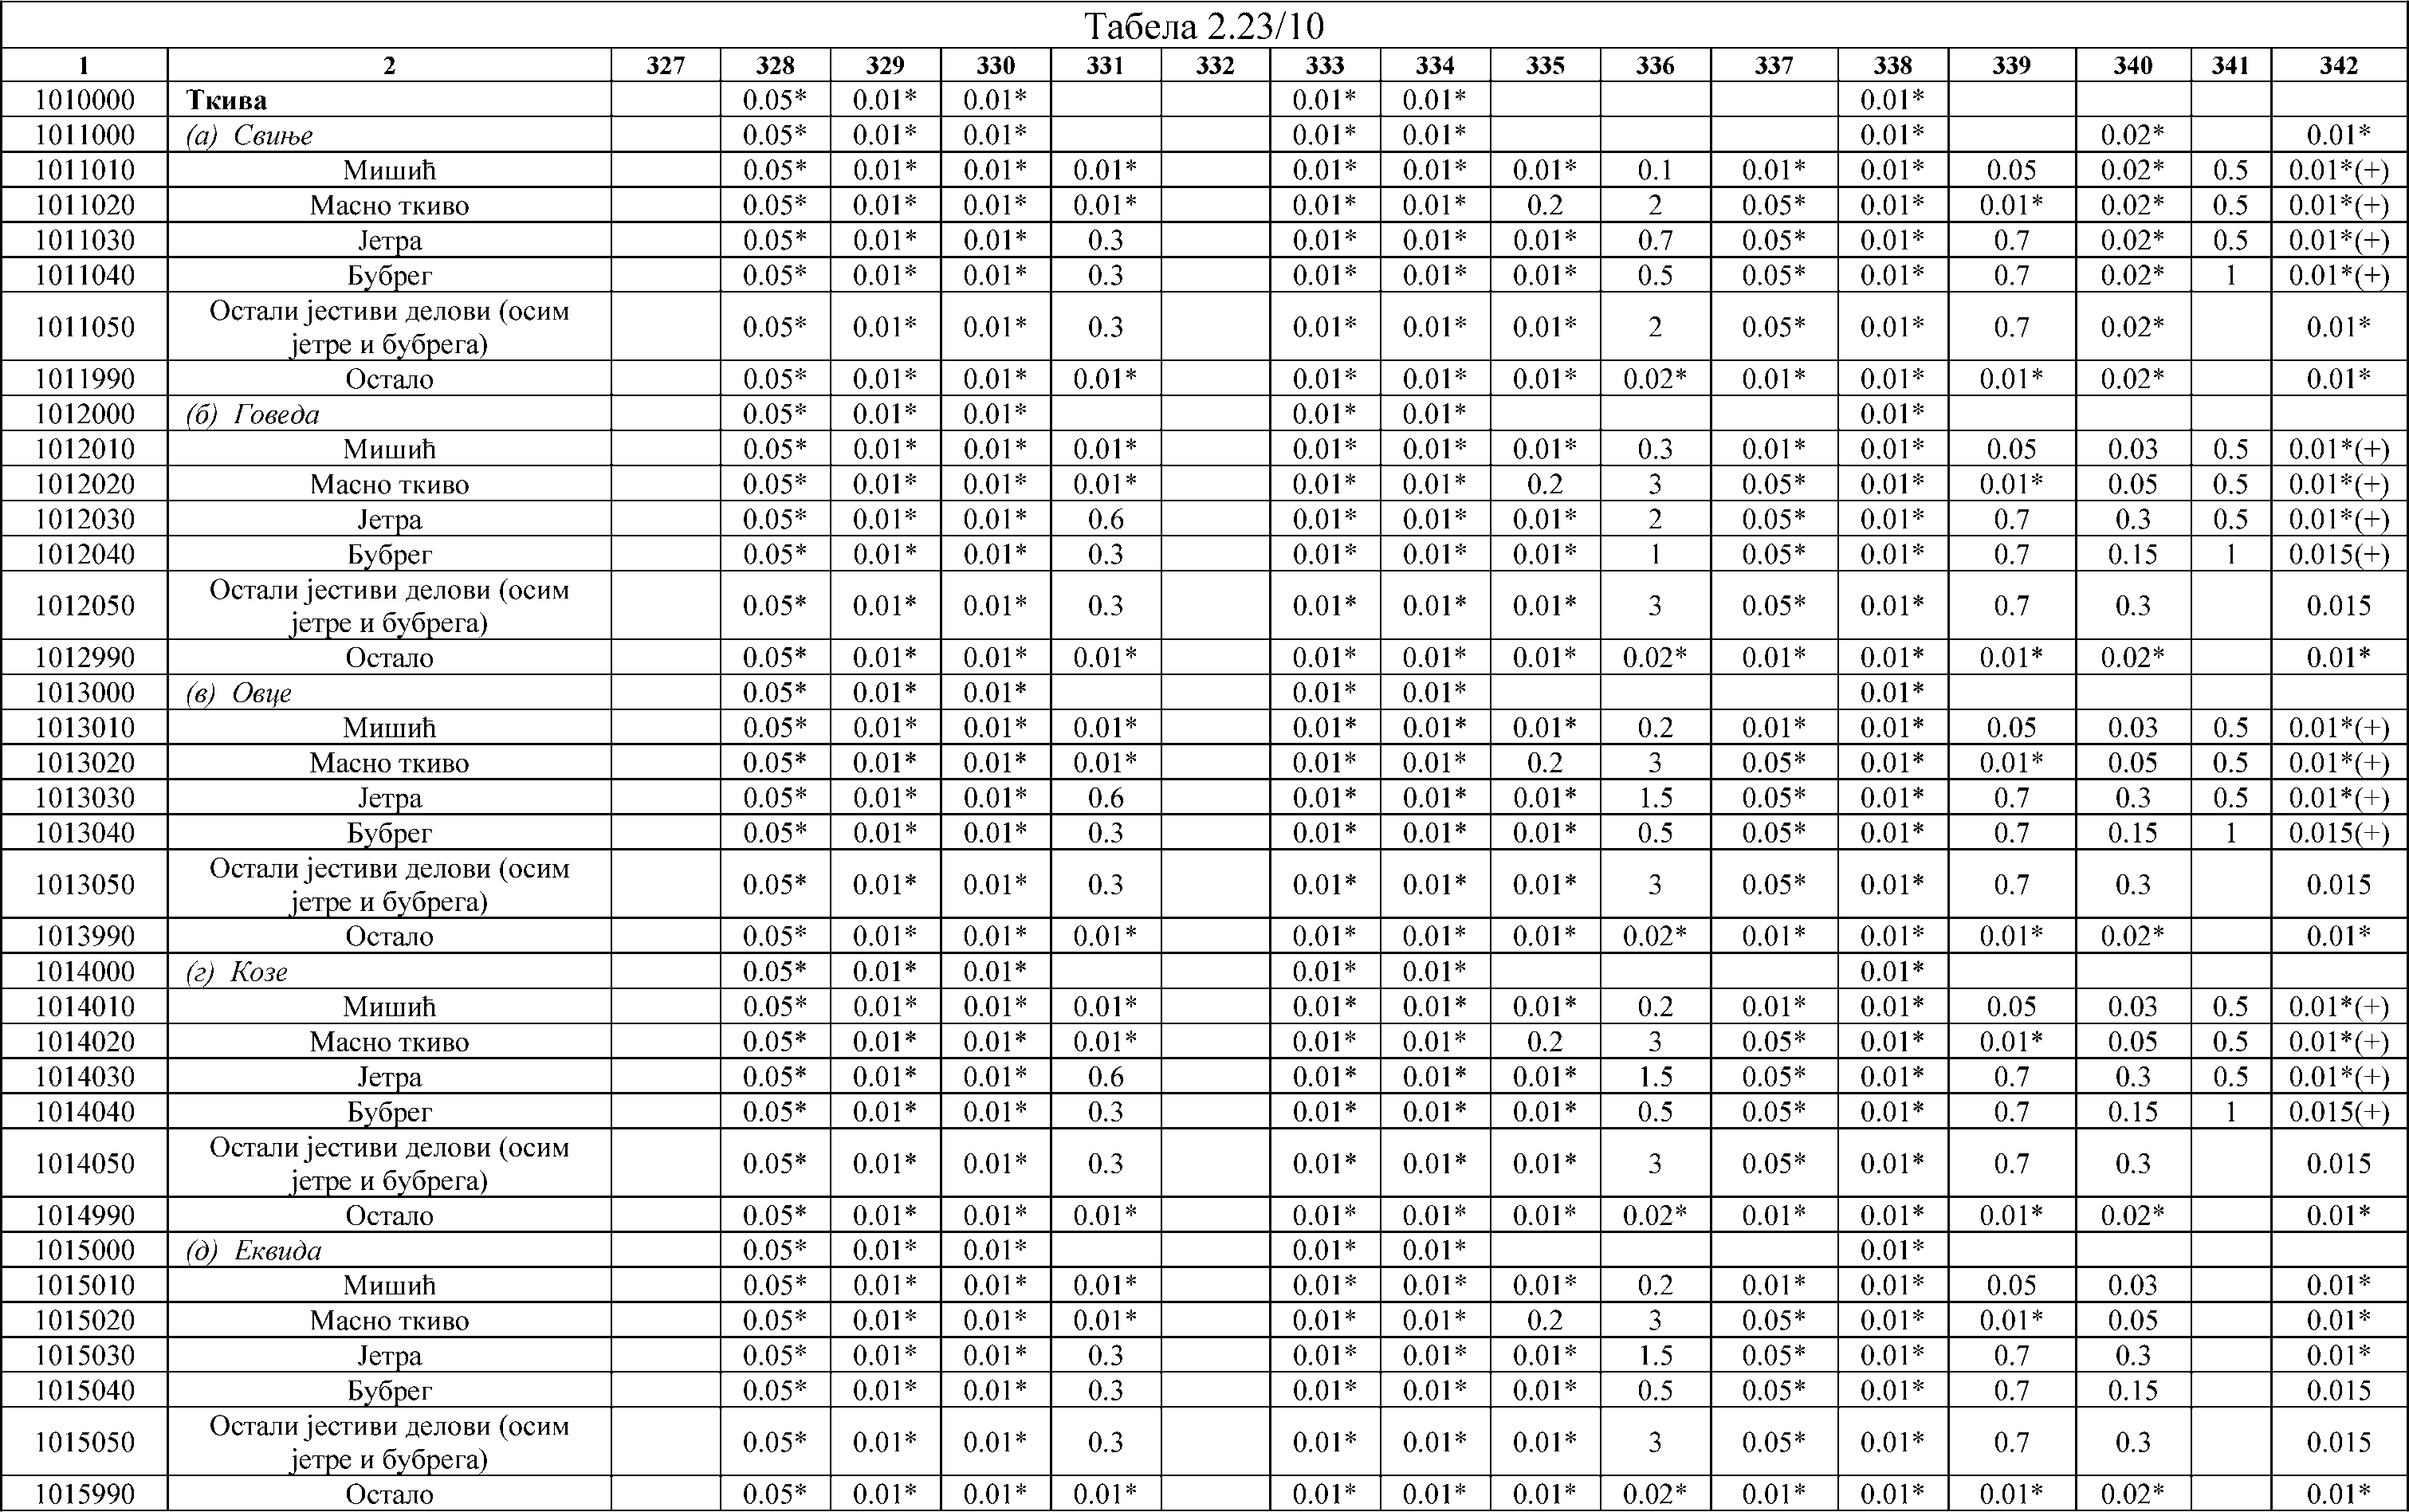 Табела 2.23/10
1 2 327 328 329 330 331 332 333 334 335 336 337 338 339 340 341 342
1010000 Ткива 0.05* 0.01* 0.01* 0.01* 0.01* 0.01*
1011000 (а) Свиње 0.05* 0.01* 0.01* 0.01* 0.01* 0.01* 0.02* 0.01*
1011010 Мишић 0.05* 0.01* 0.01* 0.01* 0.01* 0.01* 0.01* 0.1 0.01* 0.01* 0.05 0.02* 0.5 0.01*(+)
1011020 Масно ткиво 0.05* 0.01* 0.01* 0.01* 0.01* 0.01* 0.2 2 0.05* 0.01* 0.01* 0.02* 0.5 0.01*(+)
1011030 Јетра 0.05* 0.01* 0.01* 0.3 0.01* 0.01* 0.01* 0.7 0.05* 0.01* 0.7 0.02* 0.5 0.01*(+)
1011040 Бубрег 0.05* 0.01* 0.01* 0.3 0.01* 0.01* 0.01* 0.5 0.05* 0.01* 0.7 0.02* 1 0.01*(+)
Остали јестиви делови (осим
1011050 јетре и бубрега) 0.05* 0.01* 0.01* 0.3 0.01* 0.01* 0.01* 2 0.05* 0.01* 0.7 0.02* 0.01*
1011990 Остало 0.05* 0.01* 0.01* 0.01* 0.01* 0.01* 0.01* 0.02* 0.01* 0.01* 0.01* 0.02* 0.01*
1012000 (б) Говеда 0.05* 0.01* 0.01* 0.01* 0.01* 0.01*
1012010 Мишић 0.05* 0.01* 0.01* 0.01* 0.01* 0.01* 0.01* 0.3 0.01* 0.01* 0.05 0.03 0.5 0.01*(+)
1012020 Масно ткиво 0.05* 0.01* 0.01* 0.01* 0.01* 0.01* 0.2 3 0.05* 0.01* 0.01* 0.05 0.5 0.01*(+)
1012030 Јетра 0.05* 0.01* 0.01* 0.6 0.01* 0.01* 0.01* 2 0.05* 0.01* 0.7 0.3 0.5 0.01*(+)
1012040 Бубрег 0.05* 0.01* 0.01* 0.3 0.01* 0.01* 0.01* 1 0.05* 0.01* 0.7 0.15 1 0.015(+)
Остали јестиви делови (осим
1012050 јетре и бубрега) 0.05* 0.01* 0.01* 0.3 0.01* 0.01* 0.01* 3 0.05* 0.01* 0.7 0.3 0.015
1012990 Остало 0.05* 0.01* 0.01* 0.01* 0.01* 0.01* 0.01* 0.02* 0.01* 0.01* 0.01* 0.02* 0.01*
1013000 (в) Овце 0.05* 0.01* 0.01* 0.01* 0.01* 0.01*
1013010 Мишић 0.05* 0.01* 0.01* 0.01* 0.01* 0.01* 0.01* 0.2 0.01* 0.01* 0.05 0.03 0.5 0.01*(+)
1013020 Масно ткиво 0.05* 0.01* 0.01* 0.01* 0.01* 0.01* 0.2 3 0.05* 0.01* 0.01* 0.05 0.5 0.01*(+)
1013030 Јетра 0.05* 0.01* 0.01* 0.6 0.01* 0.01* 0.01* 1.5 0.05* 0.01* 0.7 0.3 0.5 0.01*(+)
1013040 Бубрег 0.05* 0.01* 0.01* 0.3 0.01* 0.01* 0.01* 0.5 0.05* 0.01* 0.7 0.15 1 0.015(+)
Остали јестиви делови (осим
1013050 јетре и бубрега) 0.05* 0.01* 0.01* 0.3 0.01* 0.01* 0.01* 3 0.05* 0.01* 0.7 0.3 0.015
1013990 Остало 0.05* 0.01* 0.01* 0.01* 0.01* 0.01* 0.01* 0.02* 0.01* 0.01* 0.01* 0.02* 0.01*
1014000 (г) Козе 0.05* 0.01* 0.01* 0.01* 0.01* 0.01*
1014010 Мишић 0.05* 0.01* 0.01* 0.01* 0.01* 0.01* 0.01* 0.2 0.01* 0.01* 0.05 0.03 0.5 0.01*(+)
1014020 Масно ткиво 0.05* 0.01* 0.01* 0.01* 0.01* 0.01* 0.2 3 0.05* 0.01* 0.01* 0.05 0.5 0.01*(+)
1014030 Јетра 0.05* 0.01* 0.01* 0.6 0.01* 0.01* 0.01* 1.5 0.05* 0.01* 0.7 0.3 0.5 0.01*(+)
1014040 Бубрег 0.05* 0.01* 0.01* 0.3 0.01* 0.01* 0.01* 0.5 0.05* 0.01* 0.7 0.15 1 0.015(+)
Остали јестиви делови (осим
1014050 јетре и бубрега) 0.05* 0.01* 0.01* 0.3 0.01* 0.01* 0.01* 3 0.05* 0.01* 0.7 0.3 0.015
1014990 Остало 0.05* 0.01* 0.01* 0.01* 0.01* 0.01* 0.01* 0.02* 0.01* 0.01* 0.01* 0.02* 0.01*
1015000 (д) Еквида 0.05* 0.01* 0.01* 0.01* 0.01* 0.01*
1015010 Мишић 0.05* 0.01* 0.01* 0.01* 0.01* 0.01* 0.01* 0.2 0.01* 0.01* 0.05 0.03 0.01*
1015020 Масно ткиво 0.05* 0.01* 0.01* 0.01* 0.01* 0.01* 0.2 3 0.05* 0.01* 0.01* 0.05 0.01*
1015030 Јетра 0.05* 0.01* 0.01* 0.3 0.01* 0.01* 0.01* 1.5 0.05* 0.01* 0.7 0.3 0.01*
1015040 Бубрег 0.05* 0.01* 0.01* 0.3 0.01* 0.01* 0.01* 0.5 0.05* 0.01* 0.7 0.15 0.015
Остали јестиви делови (осим
1015050 јетре и бубрега) 0.05* 0.01* 0.01* 0.3 0.01* 0.01* 0.01* 3 0.05* 0.01* 0.7 0.3 0.015
1015990 Остало 0.05* 0.01* 0.01* 0.01* 0.01* 0.01* 0.01* 0.02* 0.01* 0.01* 0.01* 0.02* 0.01*